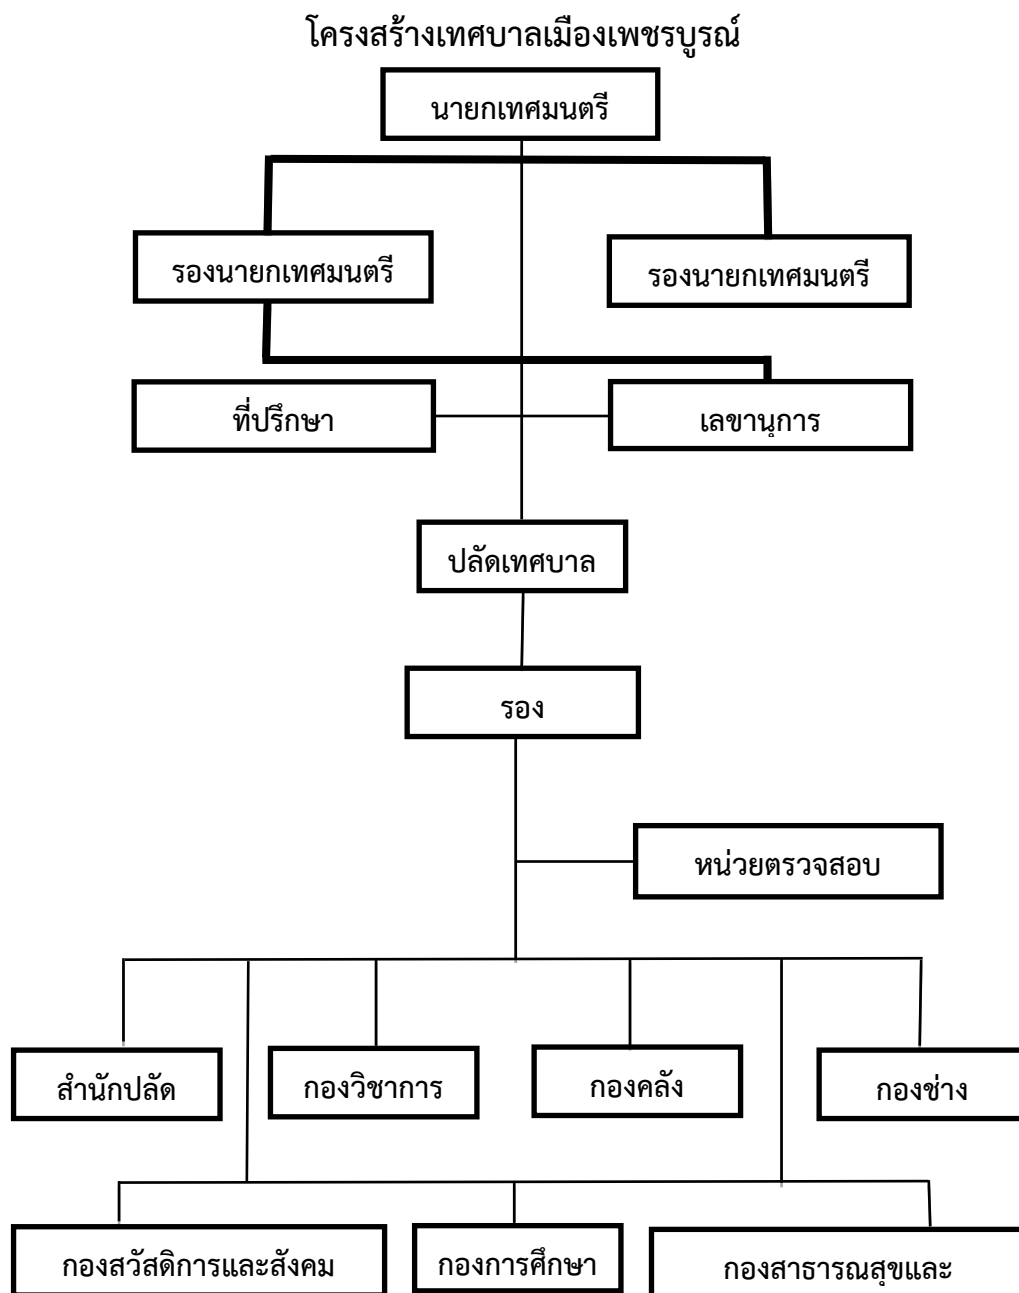 โครงสร้างเทศบาลเมืองเพชรบูรณ์
นายกเทศมนตรี
รองนายกเทศมนตรี
รองนายกเทศมนตรี
ที่ปรึกษา
เลขานุการ
ปลัดเทศบาล
รอง
หน่วยตรวจสอบ
สำนักปลัด
กองวิชาการ
กองคลัง
กองช่าง
กองสวัสดิการและสังคม
กองการศึกษา
กองสาธารณสุขและ